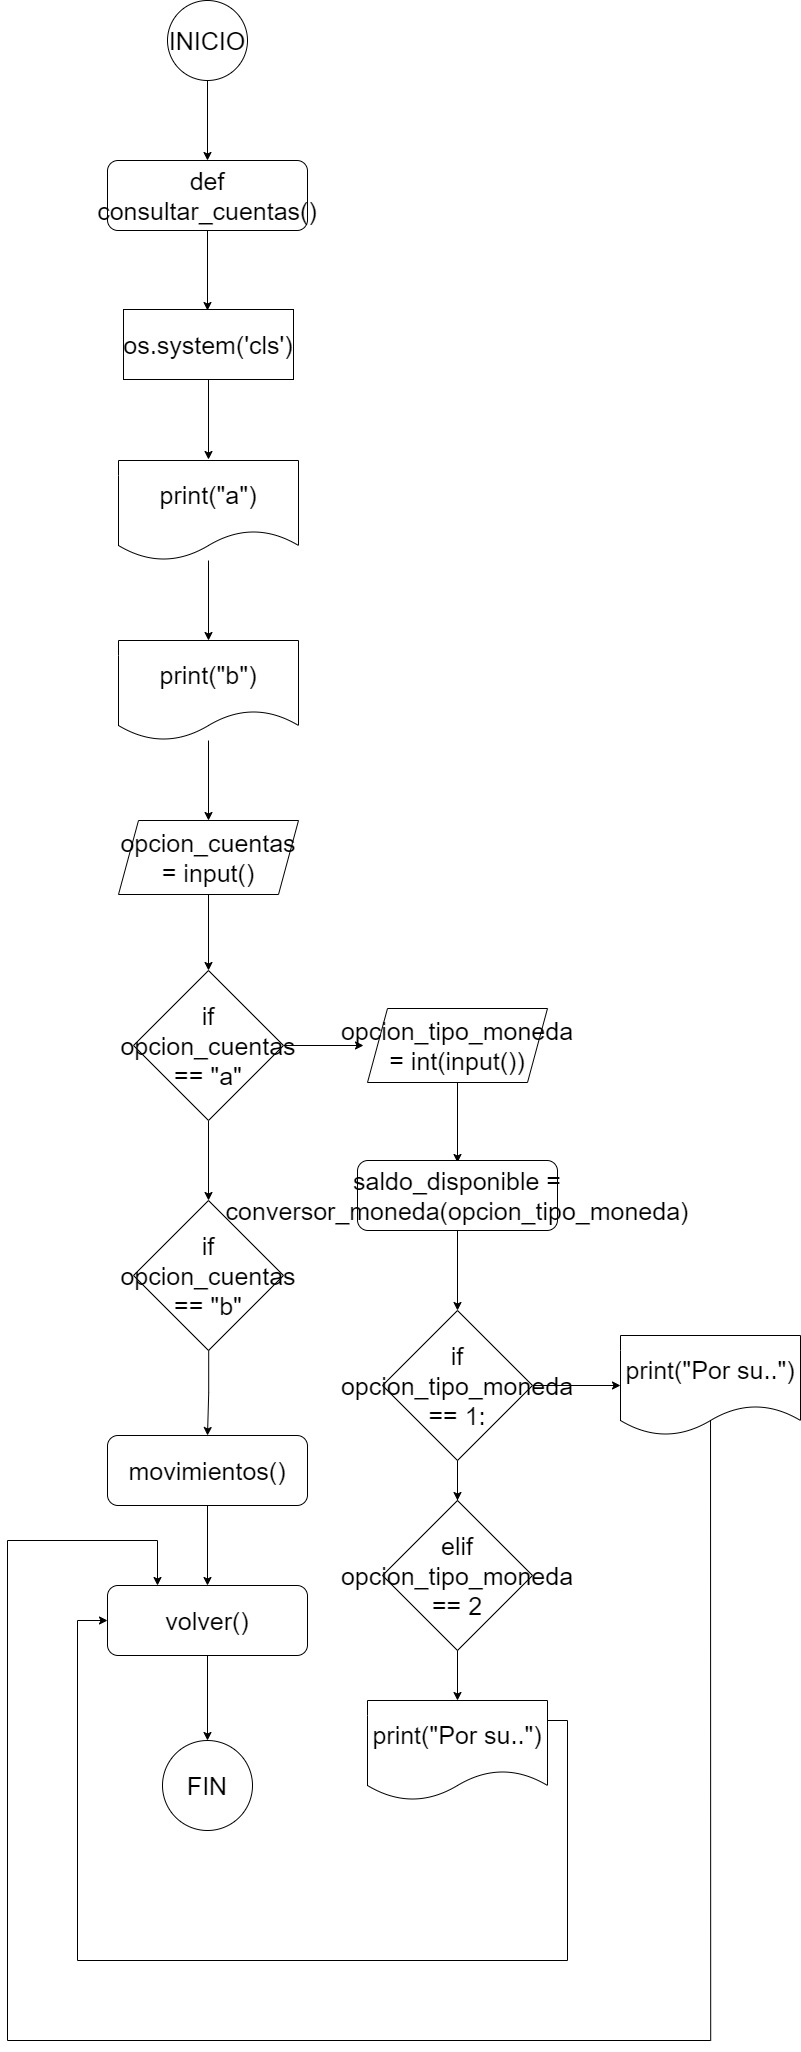 INICIO
def
consultar_cuentas()
os.system('cls')
print("a")
print("b")
opcion_cuentas
= input()
if
opcion_cuentas
== "a"
opcion_tipo_moneda
= int(input())
saldo_disponible =
conversor_moneda(opcion_tipo_moneda)
if
opcion_cuentas
== "b"
if
opcion_tipo_moneda
== 1:
print("Por su..")
movimientos()
elif
opcion_tipo_moneda
== 2
volver()
print("Por su..")
FIN